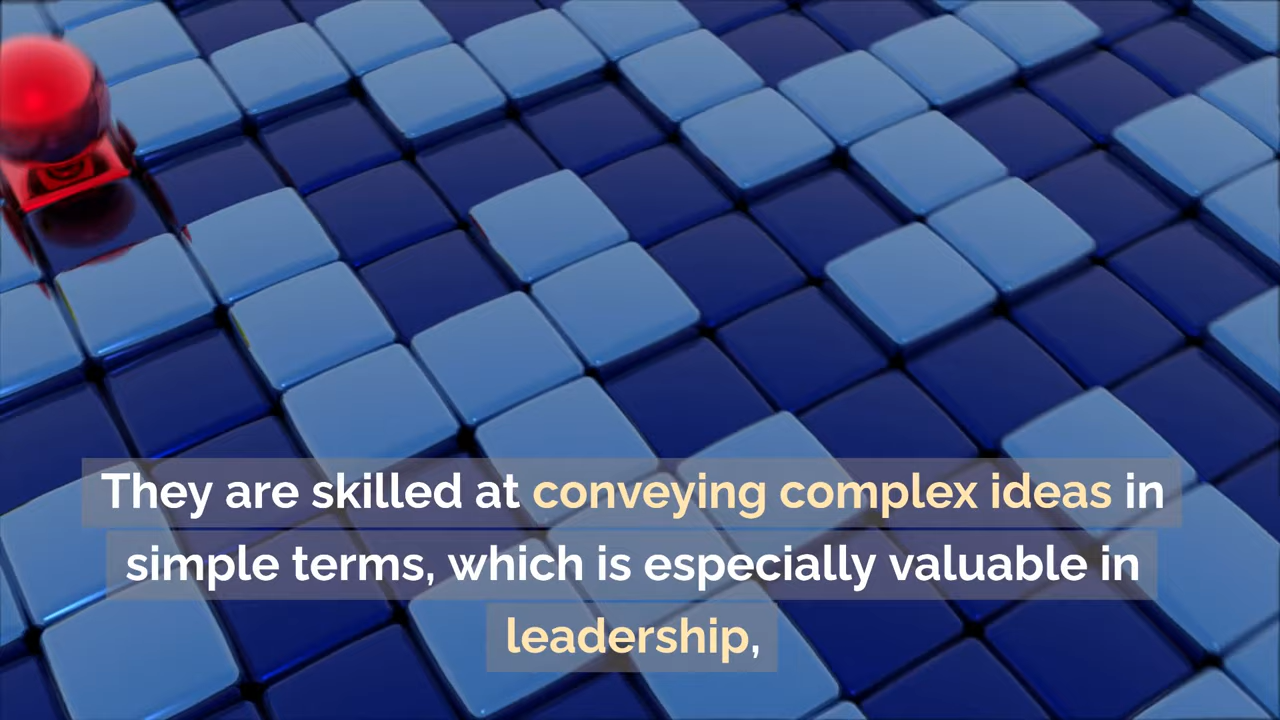 They are skilled at conveying complex ideas in
simple terms, which is especially valuable in
leadership,